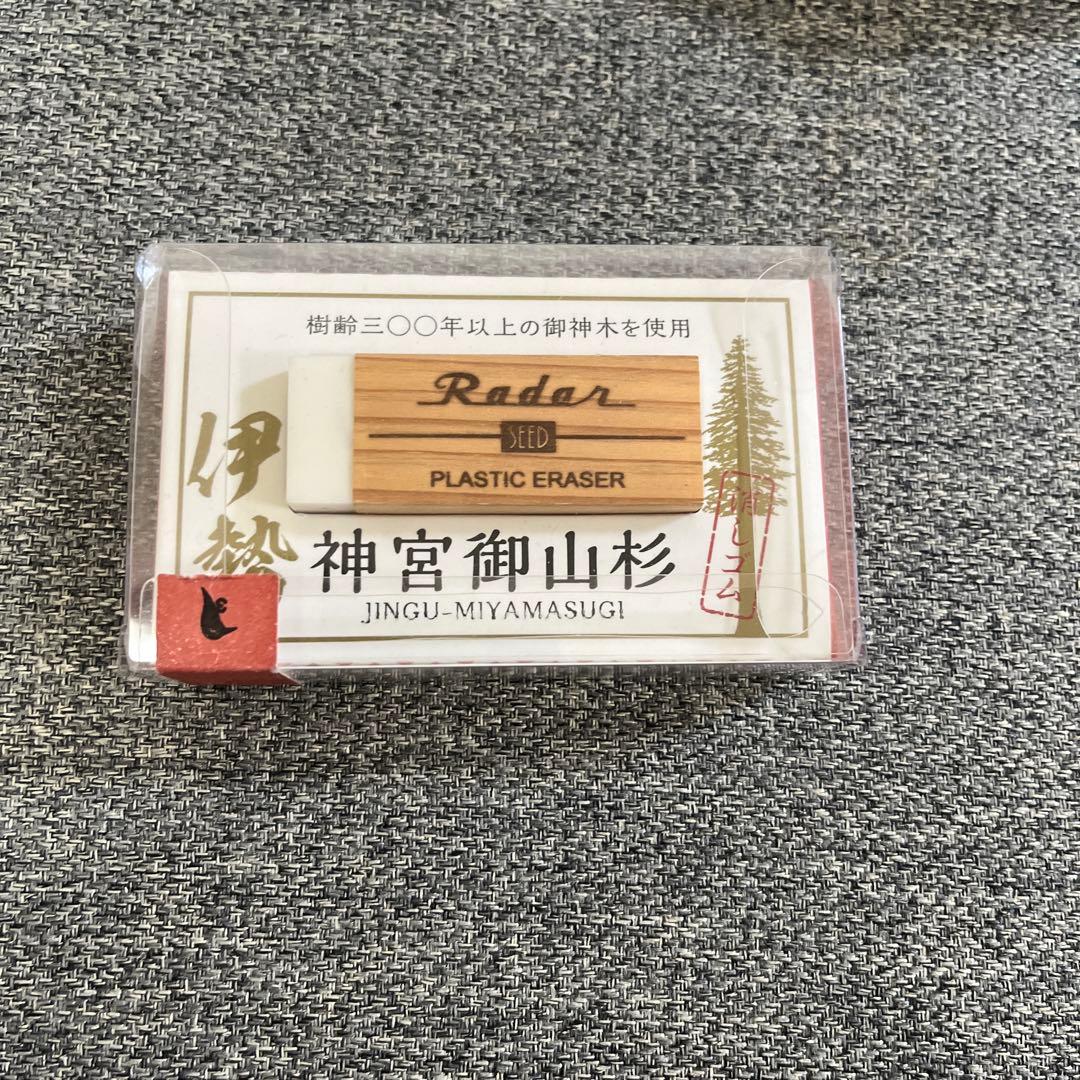 樹齢三〇〇年以上の御神木を使用
Radar
SEED
PLASTIC ERASER
伊勢
神宮御山杉
JINGU-MIYAMASUGI
消しゴム